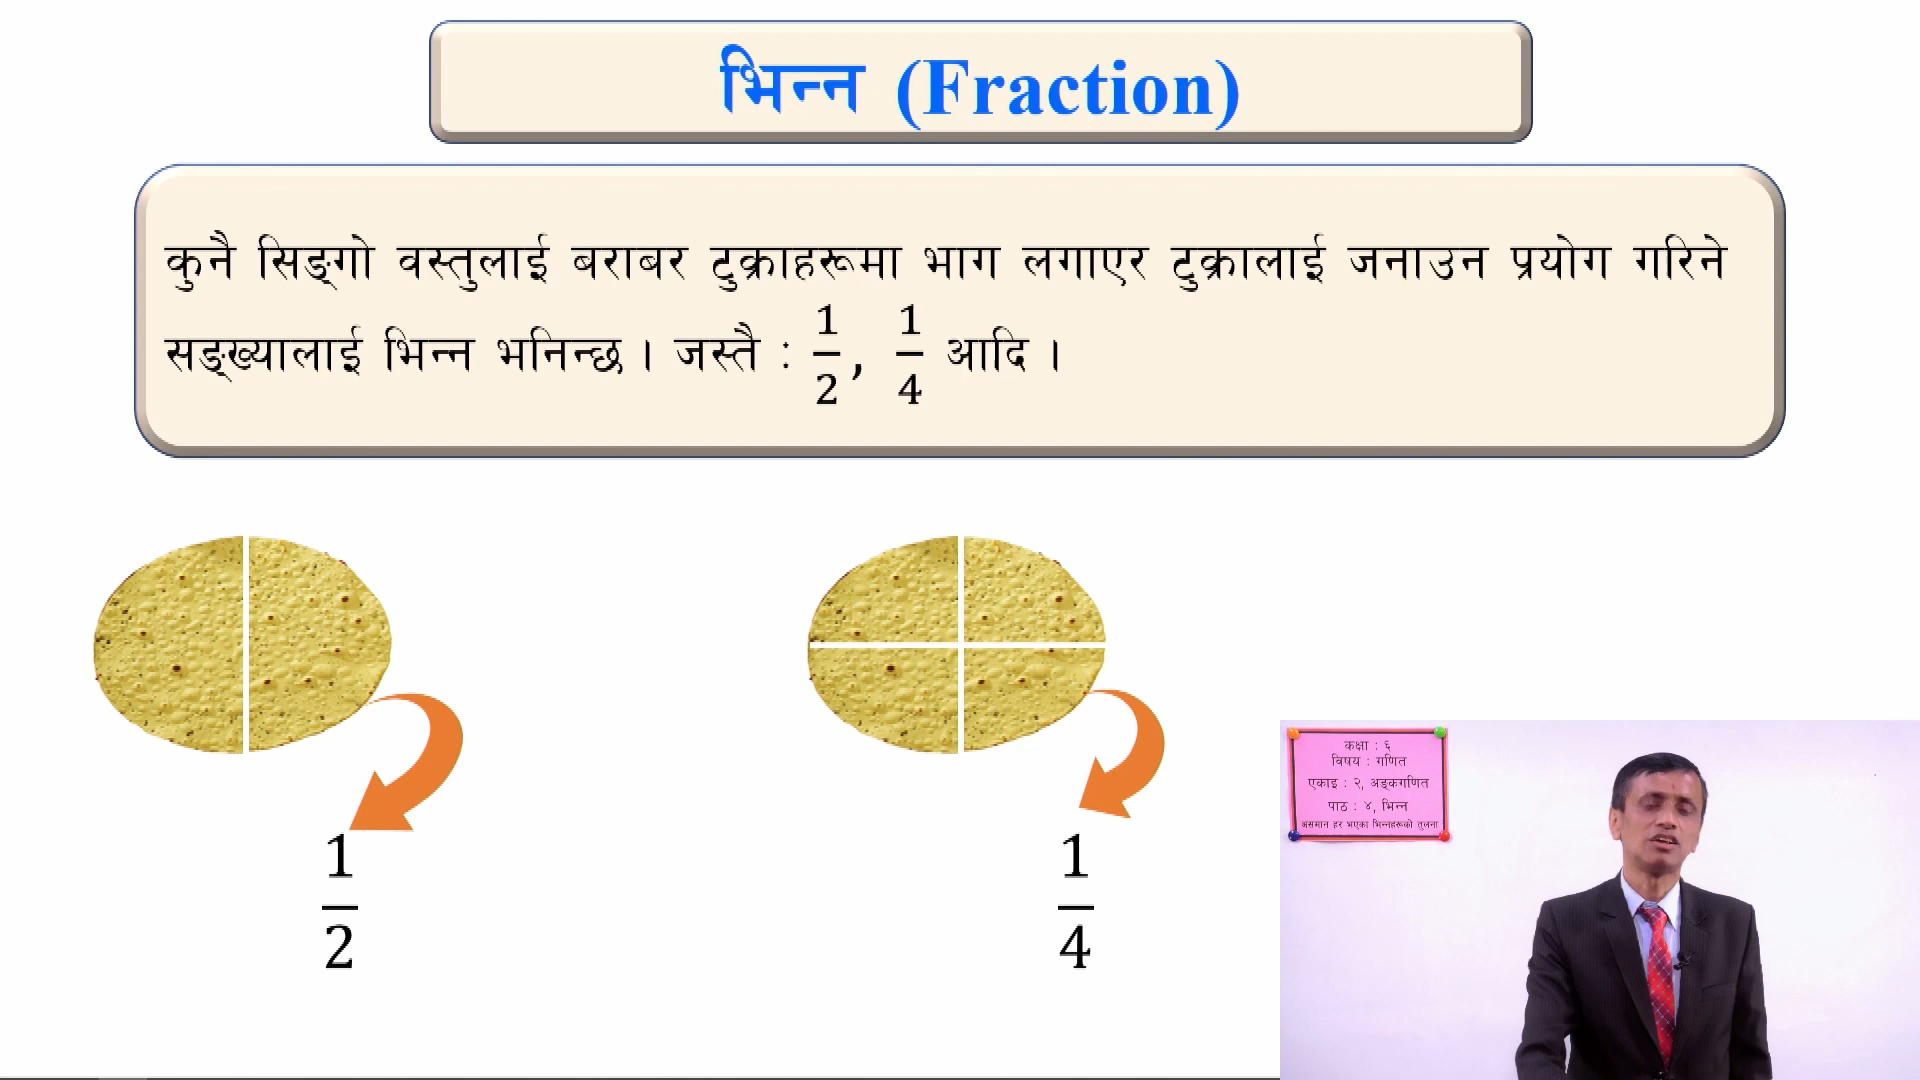 भिन्न (Fraction)
कुनै सिङ्गो वस्तुलाई बराबर टुक्राहरूमा भाग लगाएर टुक्रालाई जनाउन प्रयोग गरिने
सङ्ख्यालाई भिन्न भनिन्छ । जस्तै : 1/2, 1/4 आदि ।
1/2
1/4
कक्षा : ६
विषय : गणित
एकाइ : २, अङ्कगणित
पाठ : ४, भिन्न
असमान हर भएका भिन्नहरूको तुलना